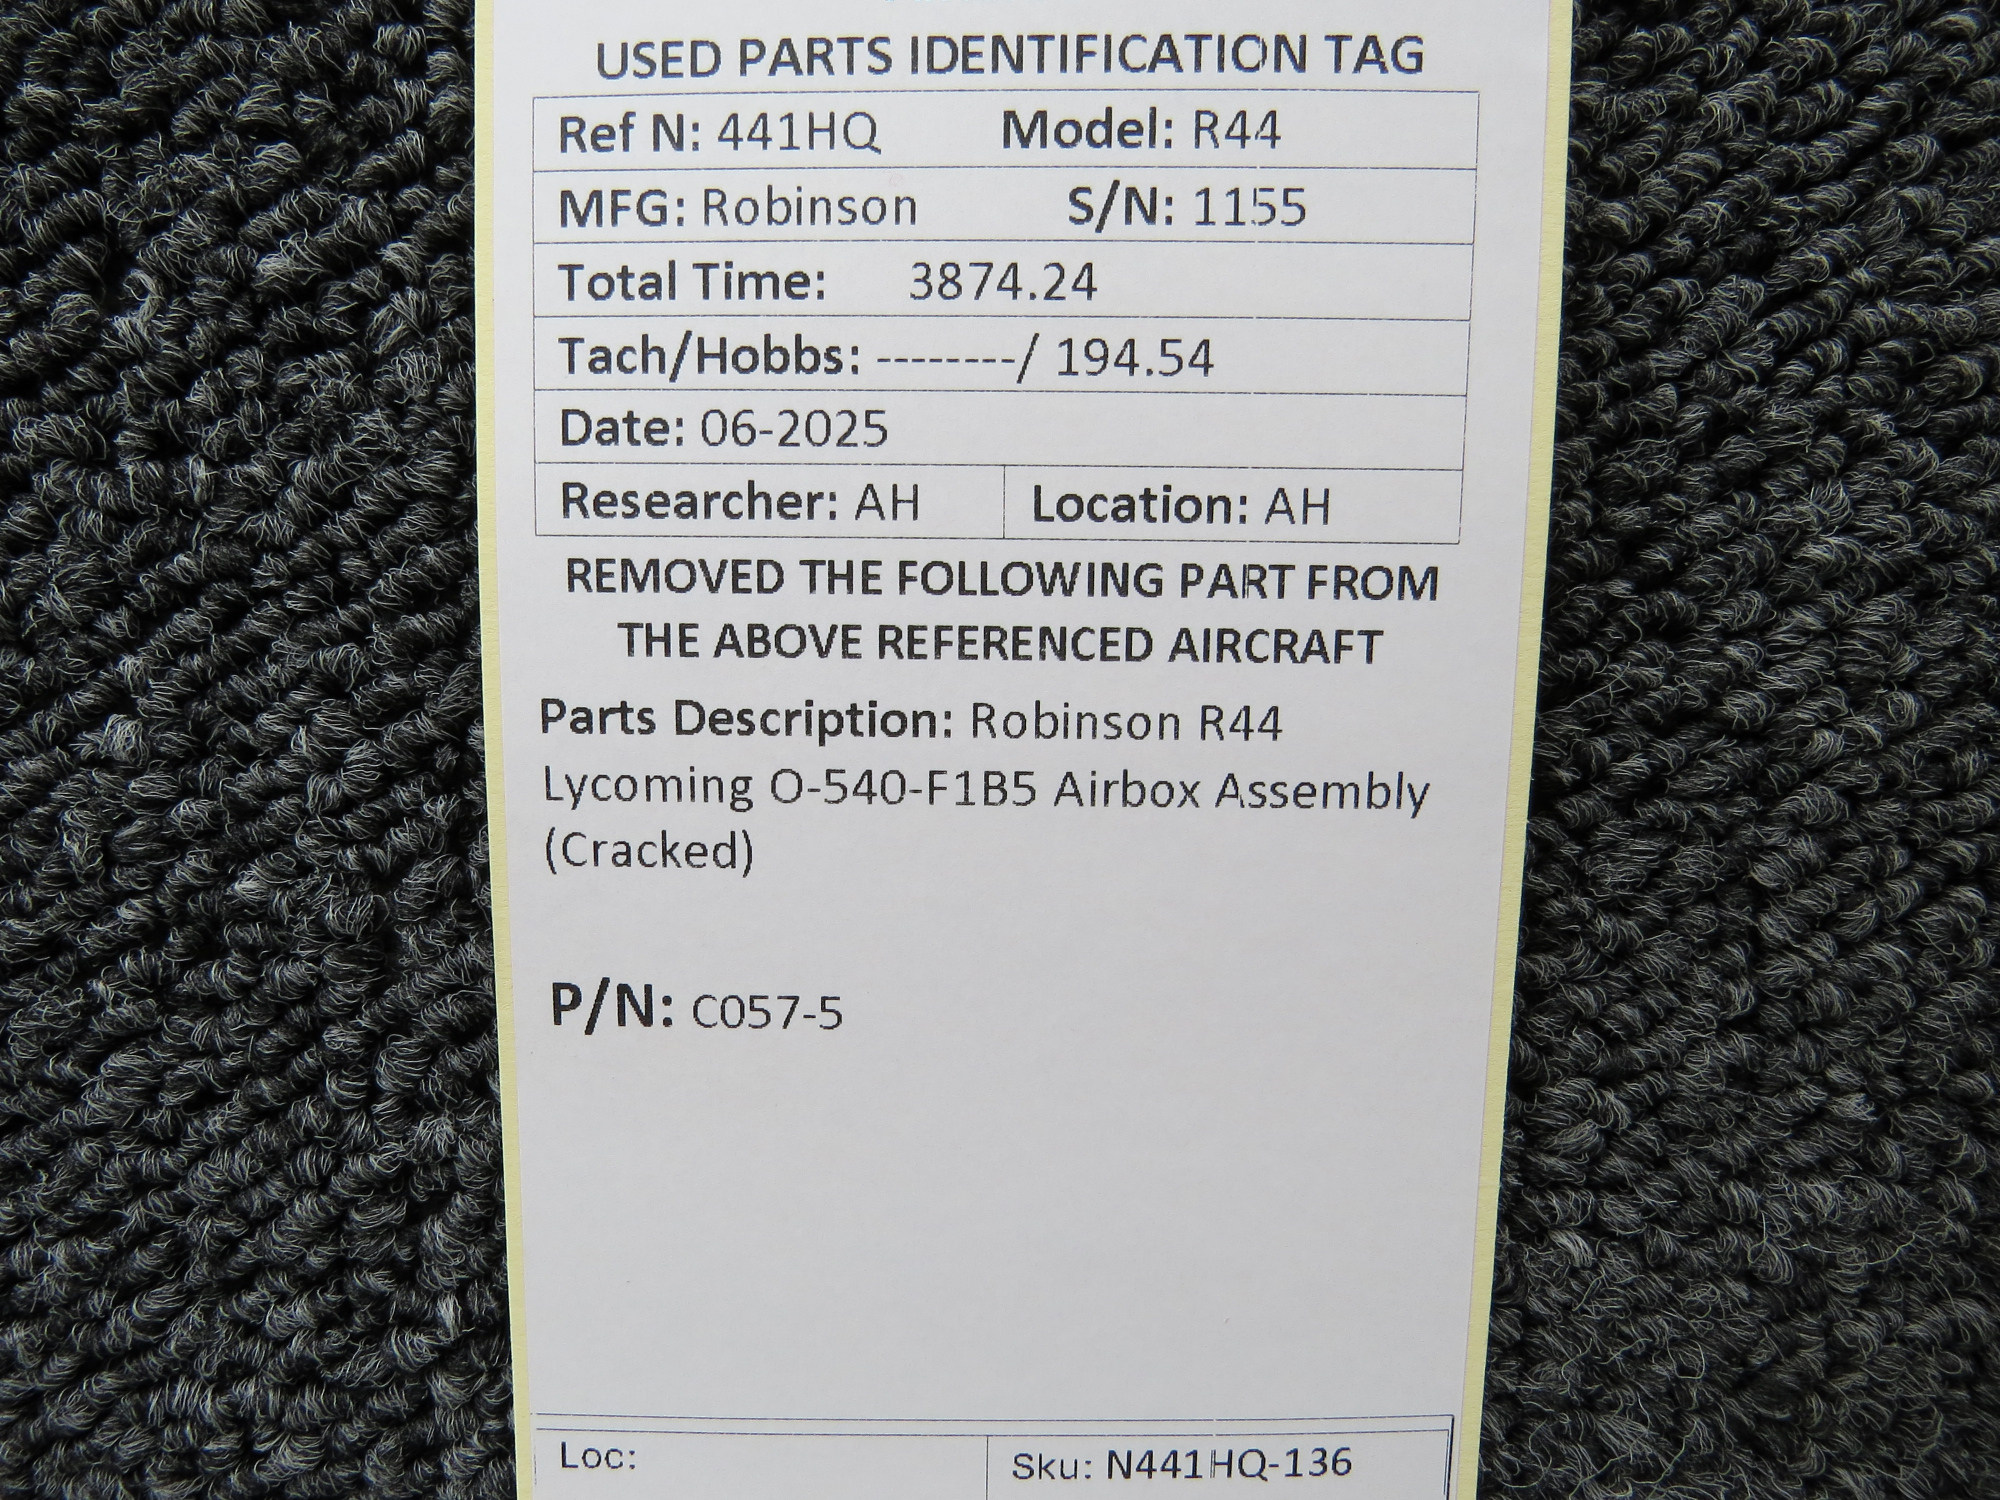 USED PARTS IDENTIFICATION TAG
Ref N: 441HQ Model: R44
MFG: Robinson S/N: 1155
Total Time: 3874.24
Tach/Hobbs: --------/ 194.54
Date: 06-2025
Researcher: AH Location: AH
REMOVED THE FOLLOWING PART FROM
THE ABOVE REFERENCED AIRCRAFT
Parts Description: Robinson R44
Lycoming O-540-F1B5 Airbox Assembly
(Cracked)
P/N: C057-5
Loc: Sku: N441HQ-136